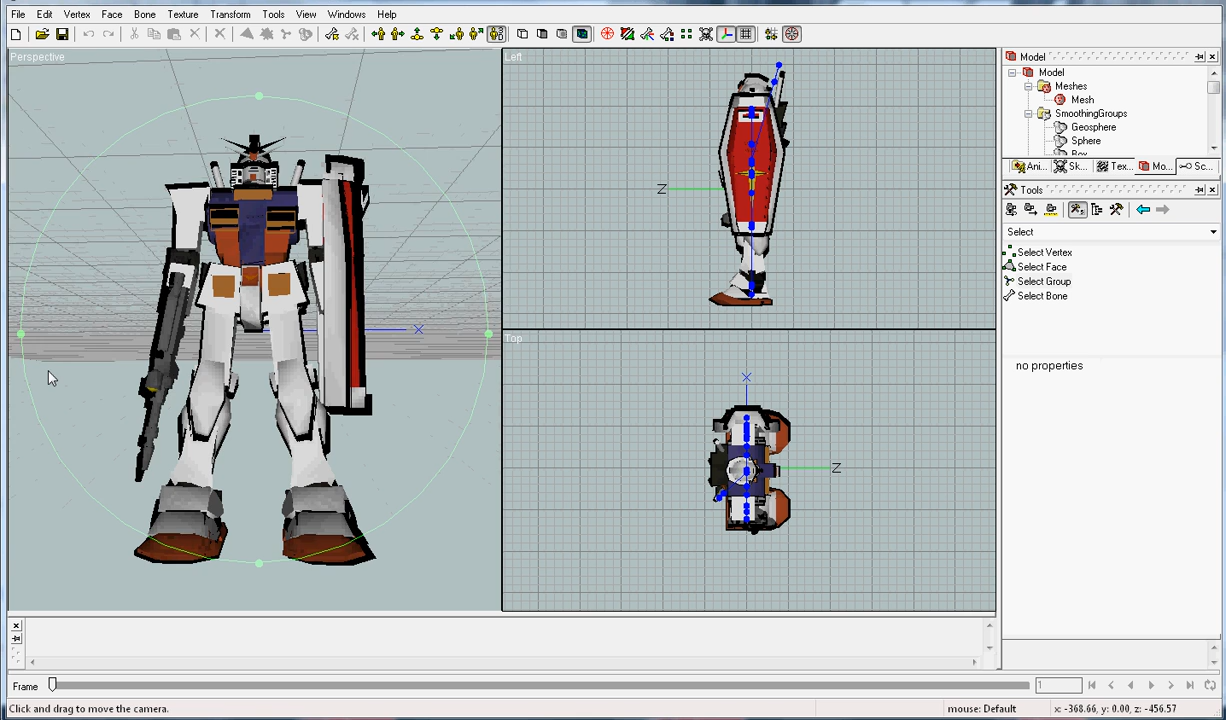 File Edit Vertex Face Bone Texture Transform Tools View Windows Help
Perspective
X
Left
Z
Top
X
Z
Model
Model
Meshes
Mesh
SmoothingGroups
Geosphere
Sphere
Box
Ani... Sk... Tex... Mo... Sc...
Tools
Select
Select Vertex
Select Face
Select Group
Select Bone
no properties
Frame
1
Click and drag to move the camera.
mouse: Default
x: -368.66, y: 0.00, z: -456.57